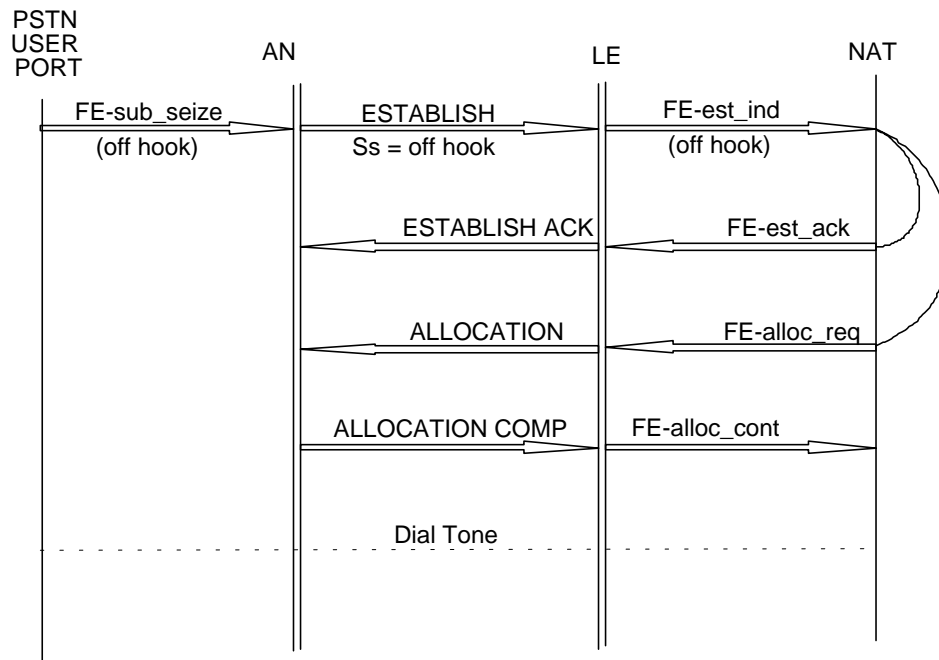 PSTN
USER
PORT
AN
LE
NAT
FE-sub_seize
ESTABLISH
FE-est_ind
(off hook)
Ss = off hook
(off hook)
ESTABLISH ACK
FE-est_ack
ALLOCATION
FE-alloc_req
ALLOCATION COMP
FE-alloc_cont
Dial Tone